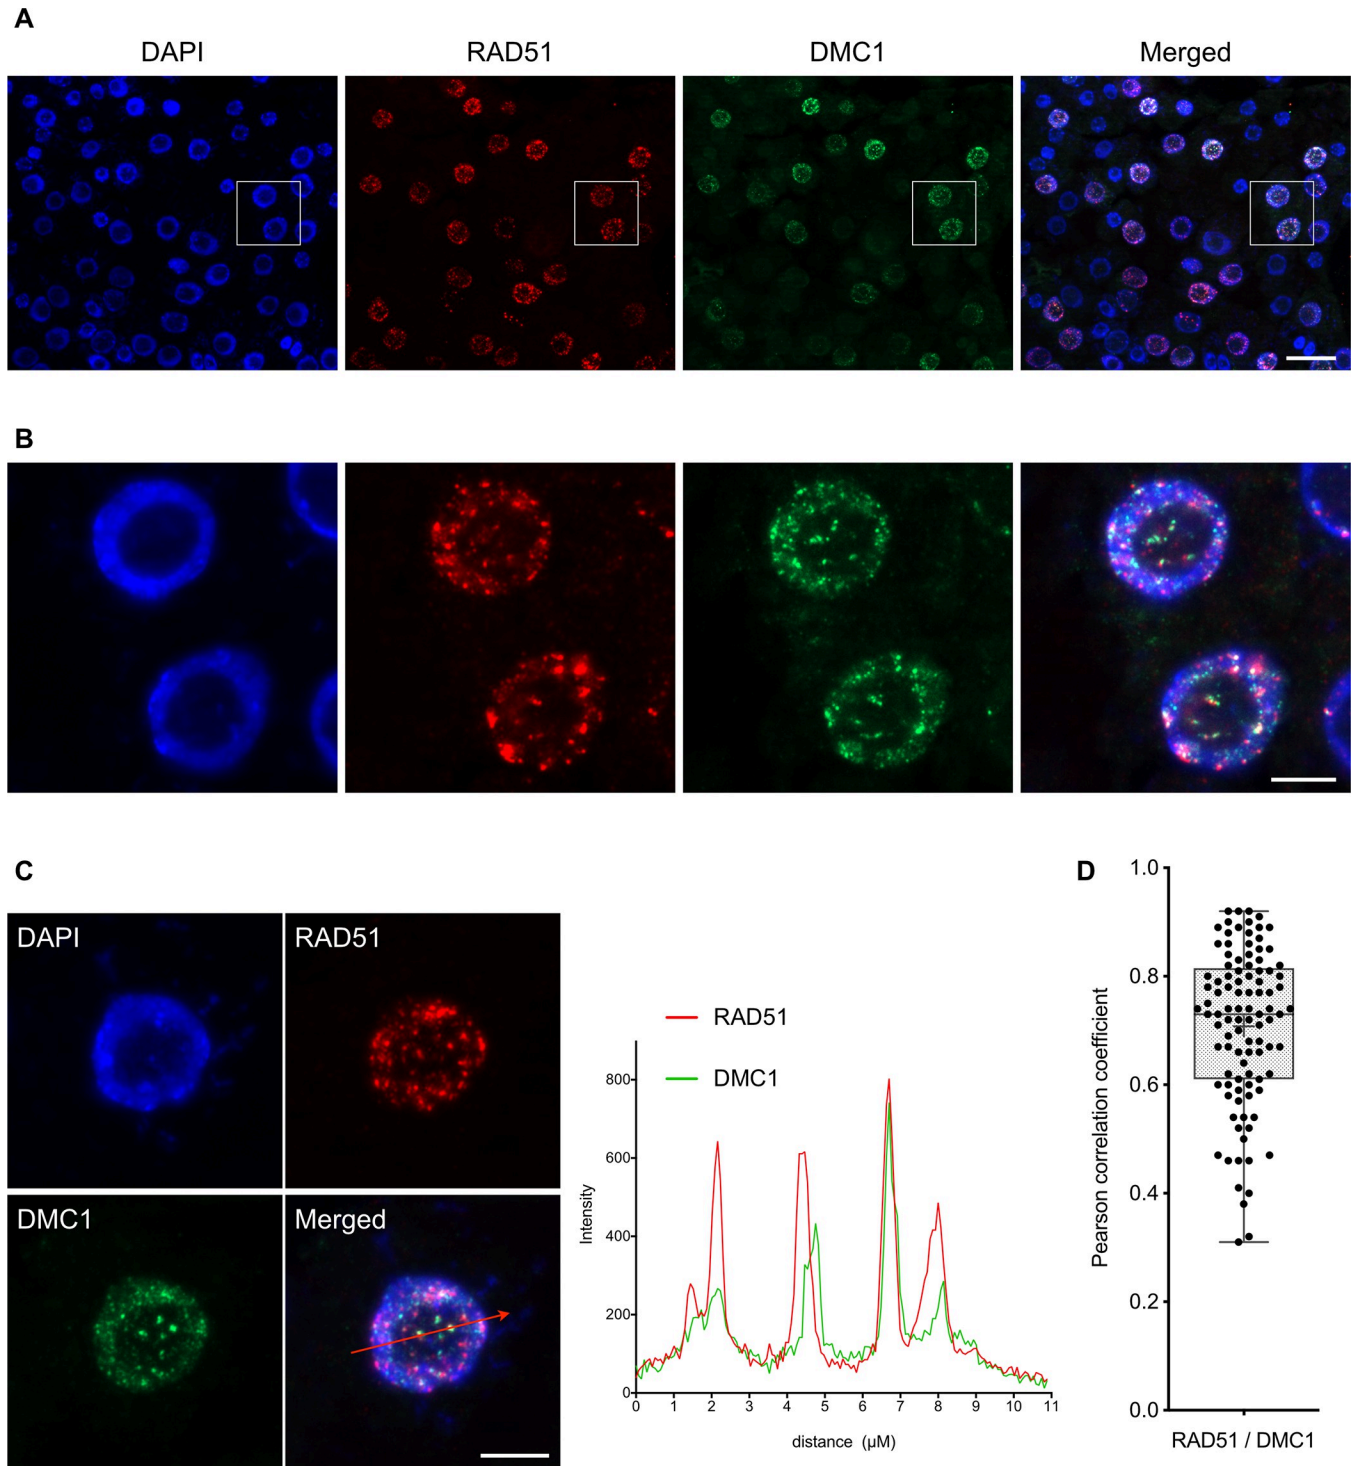 A
DAPI RAD51 DMC1 Merged
B
C
DAPI RAD51
DMC1 Merged
RAD51
DMC1
Intensity
800
600
400
200
0
0 1 2 3 4 5 6 7 8 9 10 11
distance (µM)
D
Pearson correlation coefficient
1.0
0.8
0.6
0.4
0.2
0.0
RAD51 / DMC1